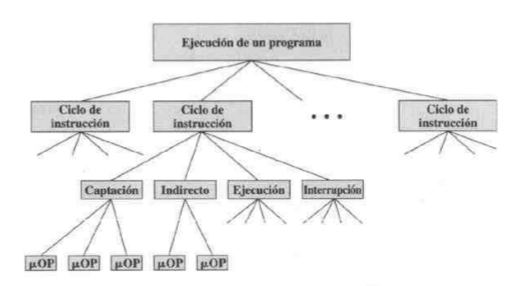 Ejecución de un programa
Ciclo de
instrucción
Ciclo de
instrucción
• • •
Ciclo de
instrucción
Captación
Indirecto
Ejecución
Interrupción
µOP
µOP
µOP
µOP
µOP